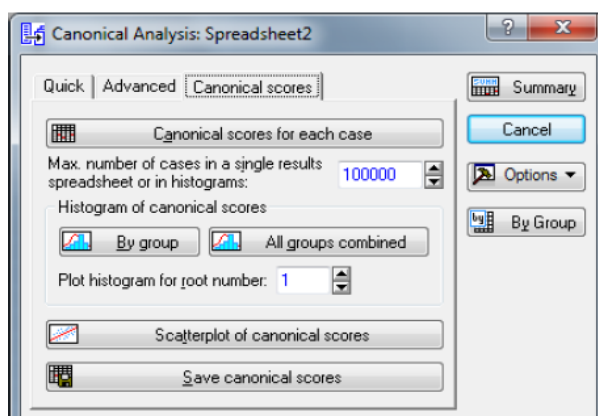 Canonical Analysis: Spreadsheet2
? X
Quick Advanced Canonical scores
Summary
Canonical scores for each case
Cancel
Max. number of cases in a single results
spreadsheet or in histograms: 100000
Options
Histogram of canonical scores
By group All groups combined
By Group
Plot histogram for root number: 1
Scatterplot of canonical scores
Save canonical scores